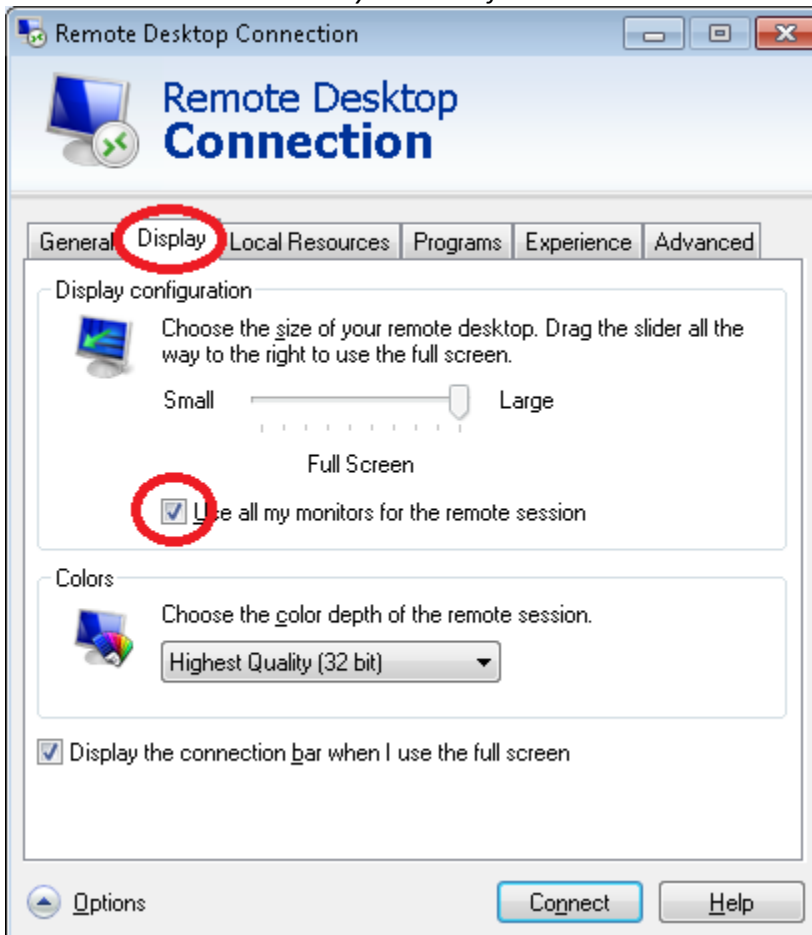 Remote Desktop Connection
Remote Desktop
Connection
General Display Local Resources Programs Experience Advanced
Display configuration
Choose the size of your remote desktop. Drag the slider all the
way to the right to use the full screen.
Small Large
Full Screen
Use all my monitors for the remote session
Colors
Choose the color depth of the remote session.
Highest Quality (32 bit)
Display the connection bar when I use the full screen
Options Connect Help